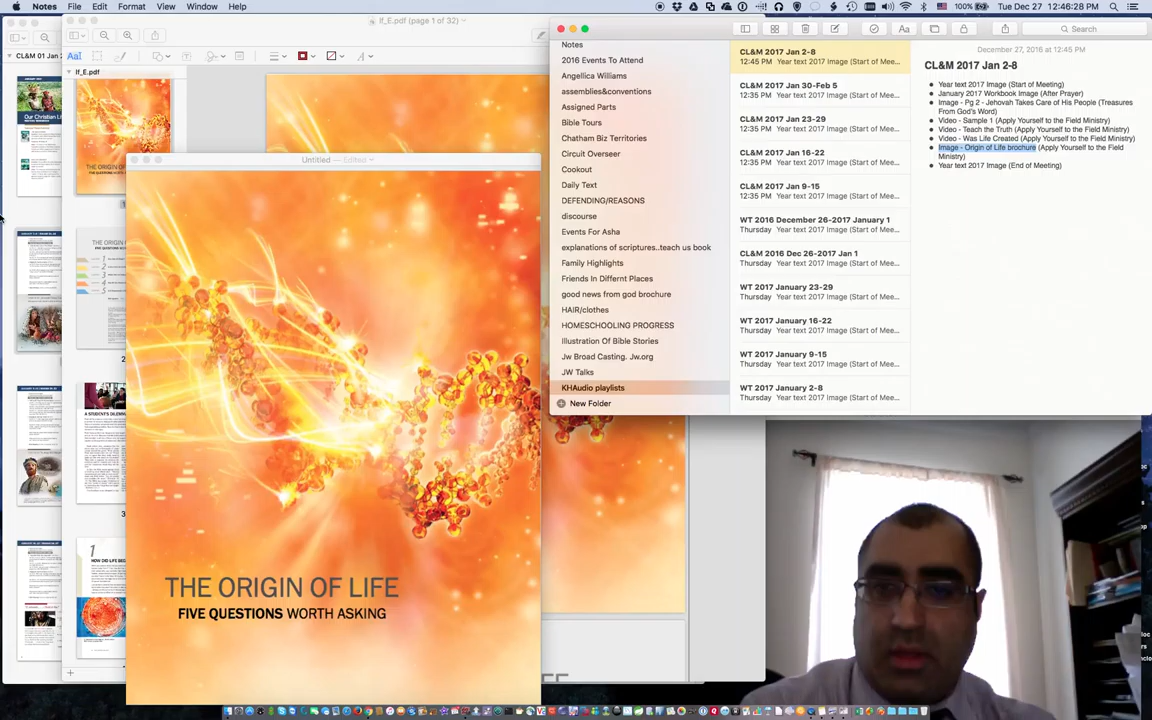 Notes File Edit Format View Window Help
100% Tue Dec 27 12:46:28 PM
CL&M 01 Jan 2
lf_E.pdf (page 1 of 32)
lf_E.pdf
Untitled — Edited
THE ORIGIN OF LIFE
FIVE QUESTIONS WORTH ASKING
Search
Notes
2016 Events To Attend
Angellica Williams
assemblies&conventions
Assigned Parts
Bible Tours
Chatham Biz Territories
Circuit Overseer
Cookout
Daily Text
DEFENDING/REASONS
discourse
Events For Asha
explanations of scriptures..teach us book
Family Highlights
Friends In Differnt Places
good news from god brochure
HAIR/clothes
HOMESCHOOLING PROGRESS
Illustration Of Bible Stories
Jw Broad Casting. Jw.org
JW Talks
KHAudio playlists
New Folder
CL&M 2017 Jan 2-8
12:45 PM Year text 2017 Image (Start of Mee...
CL&M 2017 Jan 30-Feb 5
12:35 PM Year text 2017 Image (Start of Mee...
CL&M 2017 Jan 23-29
12:35 PM Year text 2017 Image (Start of Mee...
CL&M 2017 Jan 16-22
12:35 PM Year text 2017 Image (Start of Mee...
CL&M 2017 Jan 9-15
12:35 PM Year text 2017 Image (Start of Mee...
WT 2016 December 26-2017 January 1
Thursday Year text 2017 Image (Start of Meet...
CL&M 2016 Dec 26-2017 Jan 1
Thursday Year text 2017 Image (Start of Meet...
WT 2017 January 23-29
Thursday Year text 2017 Image (Start of Meet...
WT 2017 January 16-22
Thursday Year text 2017 Image (Start of Meet...
WT 2017 January 9-15
Thursday Year text 2017 Image (Start of Meet...
WT 2017 January 2-8
Thursday Year text 2017 Image (Start of Meet...
December 27, 2016 at 12:45 PM
CL&M 2017 Jan 2-8
Year text 2017 Image (Start of Meeting)
January 2017 Workbook Image (After Prayer)
Image - Pg 2 - Jehovah Takes Care of His People (Treasures
From God's Word)
Video - Sample 1 (Apply Yourself to the Field Ministry)
Video - Teach the Truth (Apply Yourself to the Field Ministry)
Video - Was Life Created (Apply Yourself to the Field Ministry)
Image - Origin of Life brochure (Apply Yourself to the Field
Ministry)
Year text 2017 Image (End of Meeting)